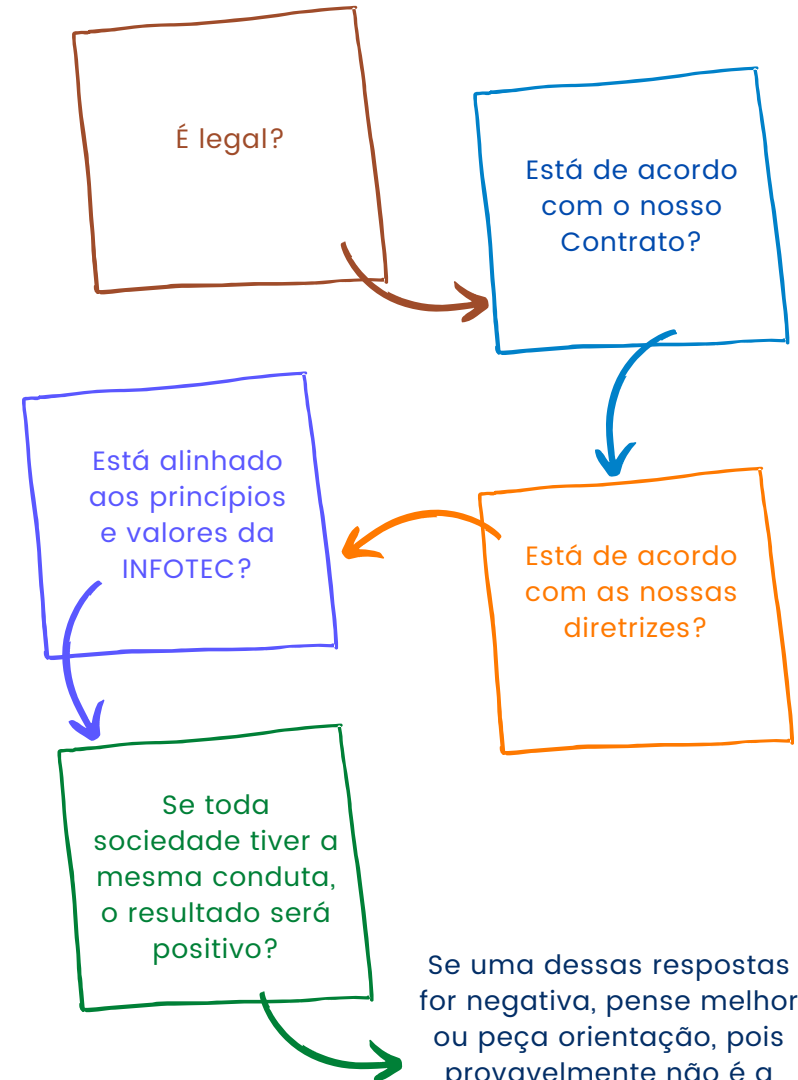 É legal?
Está de acordo
com o nosso
Contrato?
Está de acordo
com as nossas
diretrizes?
Está alinhado
aos princípios
e valores da
INFOTEC?
Se toda
sociedade tiver a
mesma conduta,
o resultado será
positivo?
Se uma dessas respostas
for negativa, pense melhor
ou peça orientação, pois
provavelmente não é a